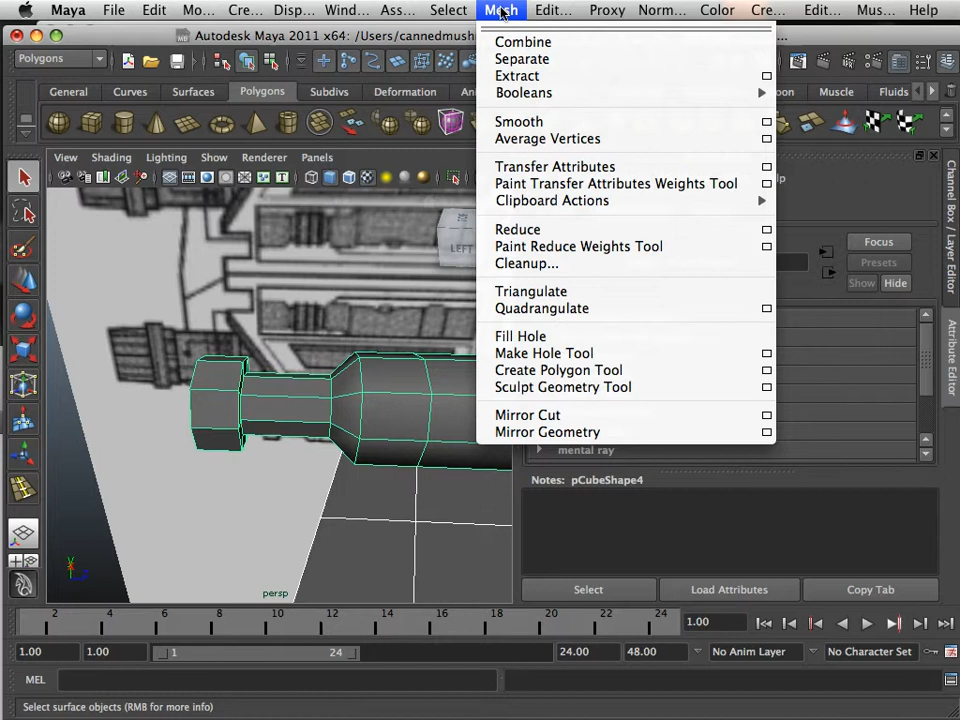 Maya File Edit Mo... Cre... Disp... Wind... Ass... Select Mesh Edit... Proxy Norm... Color Cre... Edit... Mus... Help
Autodesk Maya 2011 x64: /Users/cannedmush
Polygons
General Curves Surfaces Polygons Subdivs Deformation Muscle Fluids
View Shading Lighting Show Renderer Panels
Combine
Separate
Extract
Booleans
Smooth
Average Vertices
Transfer Attributes
Paint Transfer Attributes Weights Tool
Clipboard Actions
Reduce
Paint Reduce Weights Tool
Cleanup...
Triangulate
Quadrangulate
Fill Hole
Make Hole Tool
Create Polygon Tool
Sculpt Geometry Tool
Mirror Cut
Mirror Geometry
LEFT
Focus
Presets
Show Hide
Channel Box / Layer Editor
Attribute Editor
mental ray
Notes: pCubeShape4
Select Load Attributes Copy Tab
persp
2 4 6 8 10 12 14 16 18 20 22 24
1.00
1.00 1.00 1 24 24.00 48.00 No Anim Layer No Character Set
MEL
Select surface objects (RMB for more info)